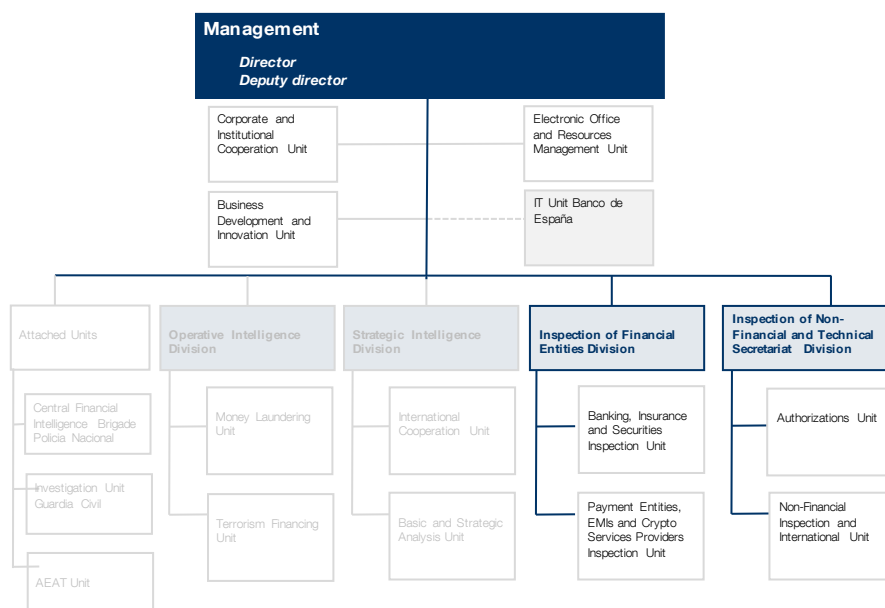 Management
Director
Deputy director
Corporate and
Institutional
Cooperation Unit
Electronic Office
and Resources
Management Unit
Business
Development and
Innovation Unit
IT Unit Banco de
España
Attached Units
Operative Intelligence
Division
Strategic Intelligence
Division
Inspection of Financial
Entities Division
Inspection of Non-
Financial and Technical
Secretariat Division
Central Financial
Intelligence Brigade
Policia Nacional
Money Laundering
Unit
International
Cooperation Unit
Banking, Insurance
and Securities
Inspection Unit
Authorizations Unit
Investigation Unit
Guardia Civil
Terrorism Financing
Unit
Basic and Strategic
Analysis Unit
Payment Entities,
EMIs and Crypto
Services Providers
Inspection Unit
Non-Financial
Inspection and
International Unit
AEAT Unit